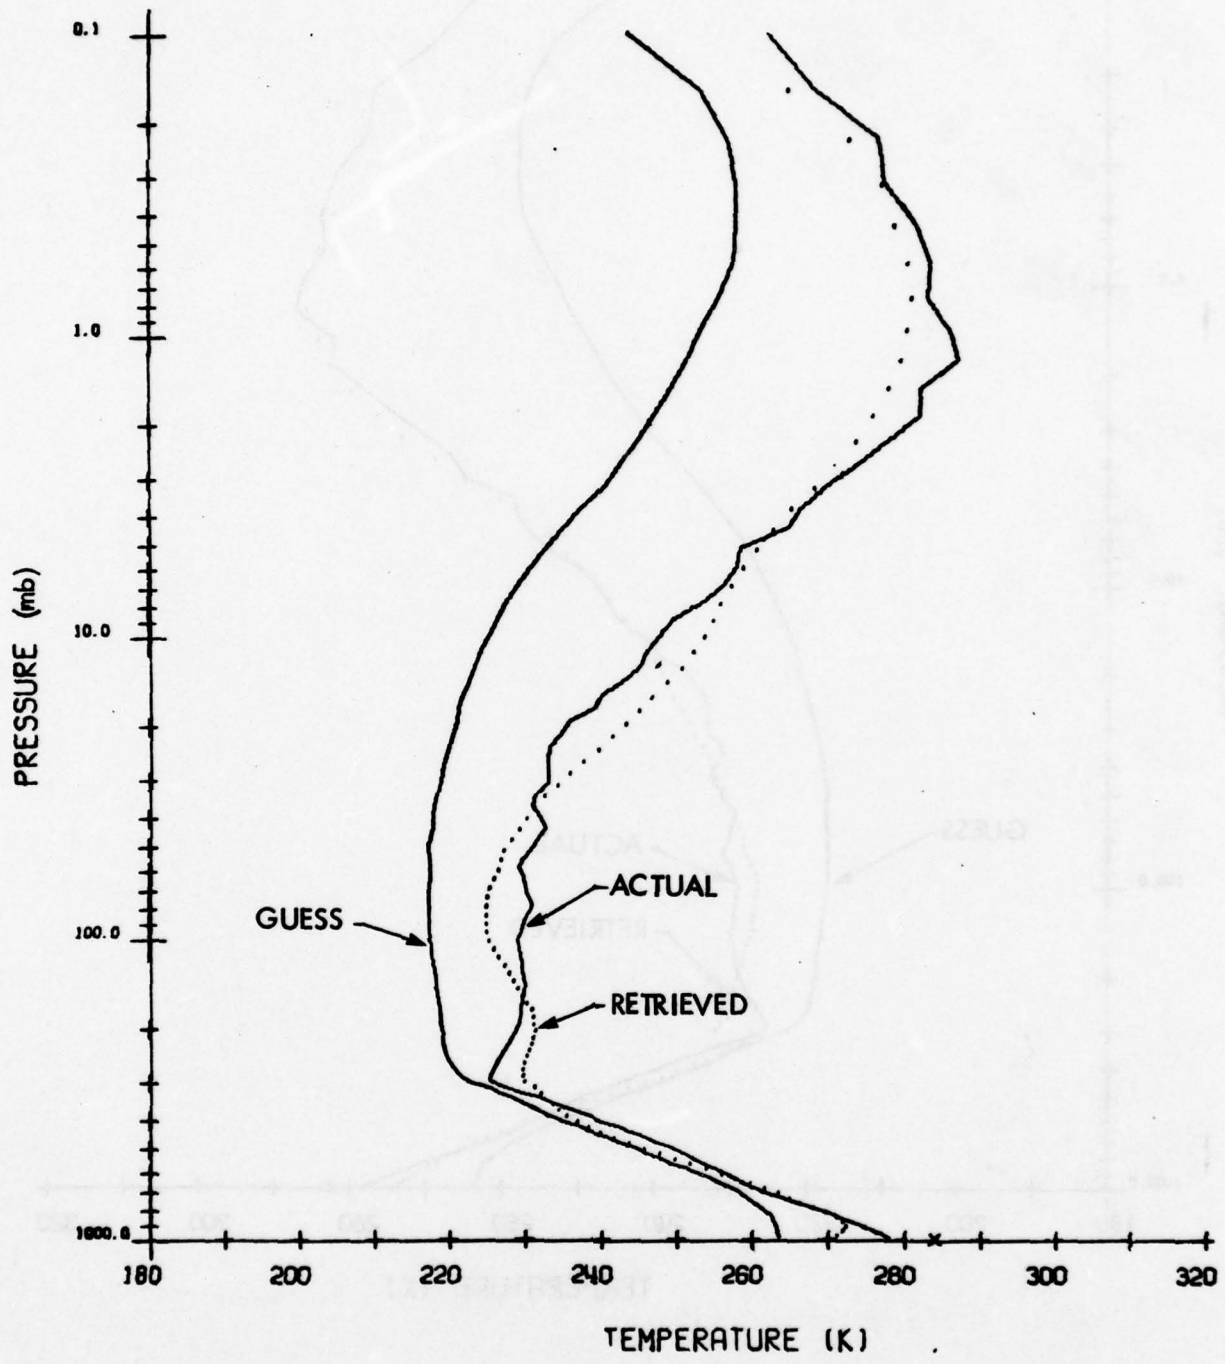 0.1
1.0
10.0
100.0
1000.0
PRESSURE (mb)
GUESS
ACTUAL
RETRIEVED
180 200 220 240 260 280 300 320
TEMPERATURE (K)